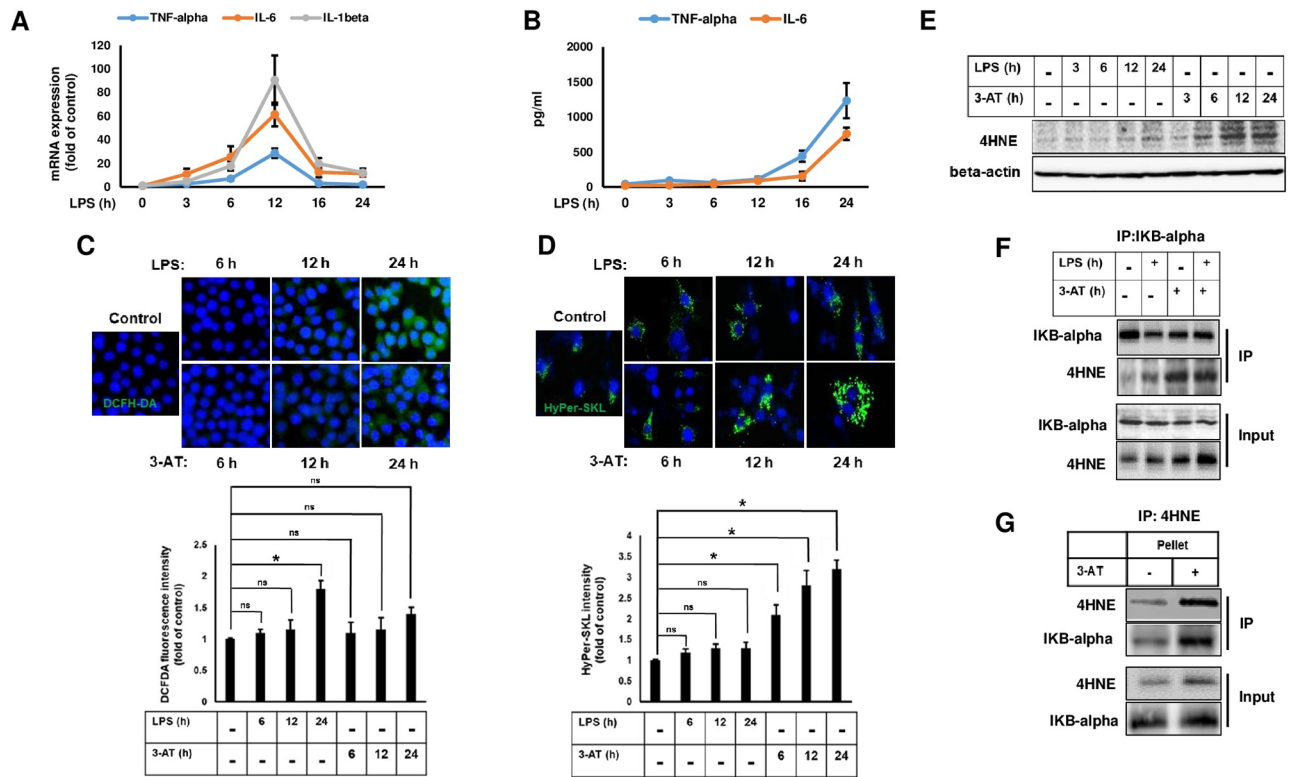 A
TNF-alpha IL-6 IL-1beta
mRNA expression
(fold of control)
120
100
80
60
40
20
0
LPS (h) 0 3 6 12 16 24
B
TNF-alpha IL-6
pg/ml
2000
1500
1000
500
0
LPS (h) 0 3 6 12 16 24
E
LPS (h) - 3 6 12 24 - - - -
3-AT (h) - - - - - 3 6 12 24
4HNE
beta-actin
C
LPS: 6 h 12 h 24 h
Control
DCFH-DA
3-AT: 6 h 12 h 24 h
DCFDA fluorescence intensity
(fold of control)
2.5
2
1.5
1
0.5
0
ns
ns
ns
*
ns
ns
ns
LPS (h) - 6 12 24 - - -
3-AT (h) - - - - 6 12 24
D
LPS: 6 h 12 h 24 h
Control
HyPer-SKL
3-AT: 6 h 12 h 24 h
HyPer-SKL intensity
(fold of control)
4
3.5
3
2.5
2
1.5
1
0.5
0
*
*
*
ns
ns
ns
LPS (h) - 6 12 24 - - -
3-AT (h) - - - - 6 12 24
F
IP:IKB-alpha
LPS (h) - + - +
3-AT (h) - - + +
IKB-alpha
4HNE
IP
IKB-alpha
4HNE
Input
G
IP: 4HNE
Pellet
3-AT - +
4HNE
IKB-alpha
IP
4HNE
IKB-alpha
Input